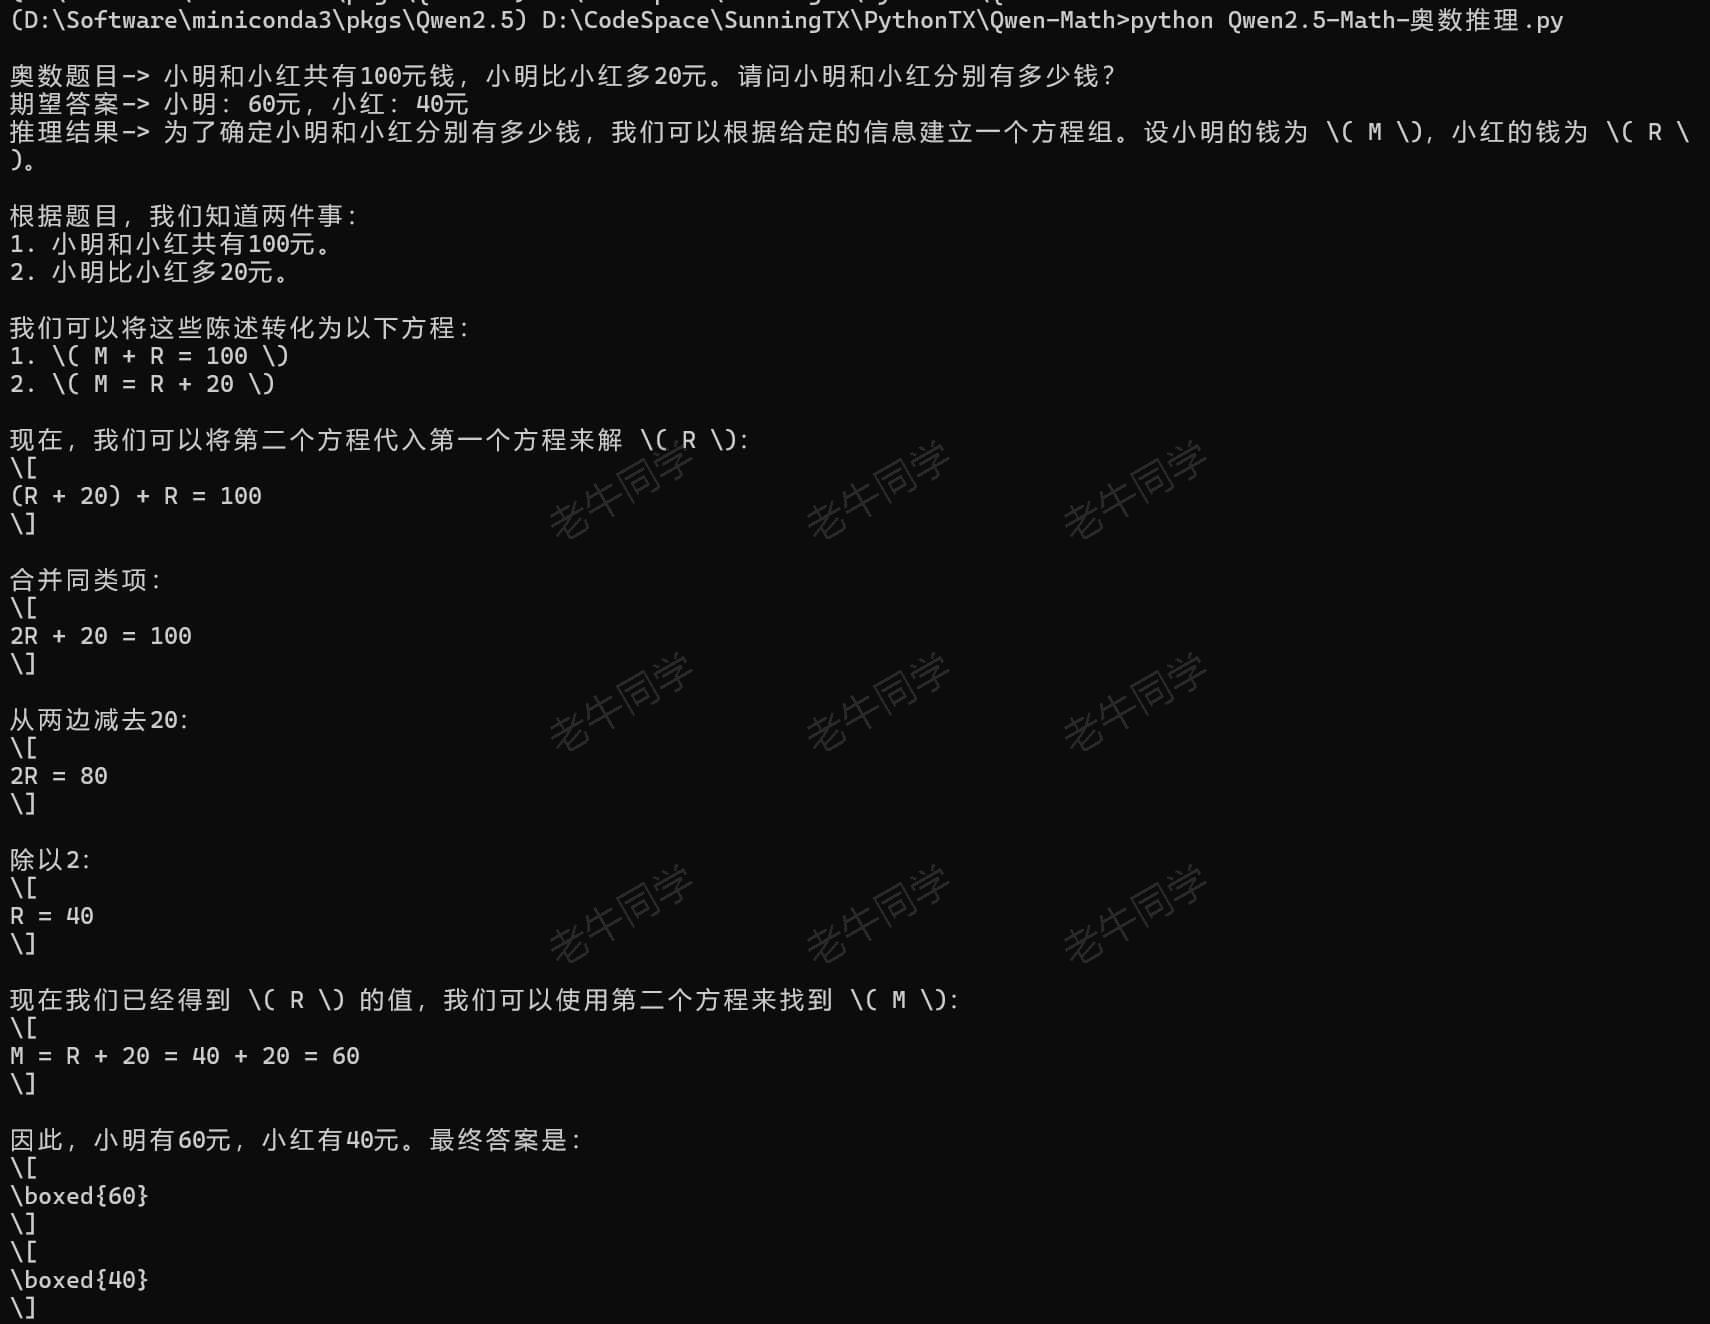 (D:\Software\miniconda3\pkgs\Qwen2.5) D:\CodeSpace\SunningTX\PythonTX\Qwen-Math>python Qwen2.5-Math-奥数推理.py
奥数题目-> 小明和小红共有100元钱，小明比小红多20元。请问小明和小红分别有多少钱？
期望答案-> 小明：60元，小红：40元
推理结果-> 为了确定小明和小红分别有多少钱，我们可以根据给定的信息建立一个方程组。设小明的钱为 \( M \)，小红的钱为 \( R \
)。
根据题目，我们知道两件事：
1. 小明和小红共有100元。
2. 小明比小红多20元。
我们可以将这些陈述转化为以下方程：
1. \( M + R = 100 \)
2. \( M = R + 20 \)
现在，我们可以将第二个方程代入第一个方程来解 \( R \)：
\[
(R + 20) + R = 100
\]
合并同类项：
\[
2R + 20 = 100
\]
从两边减去20：
\[
2R = 80
\]
除以2：
\[
R = 40
\]
现在我们已经得到 \( R \) 的值，我们可以使用第二个方程来找到 \( M \)：
\[
M = R + 20 = 40 + 20 = 60
\]
因此，小明有60元，小红有40元。最终答案是：
\[
\boxed{60}
\]
\[
\boxed{40}
\]
老牛同学 老牛同学 老牛同学
老牛同学 老牛同学 老牛同学
老牛同学 老牛同学 老牛同学